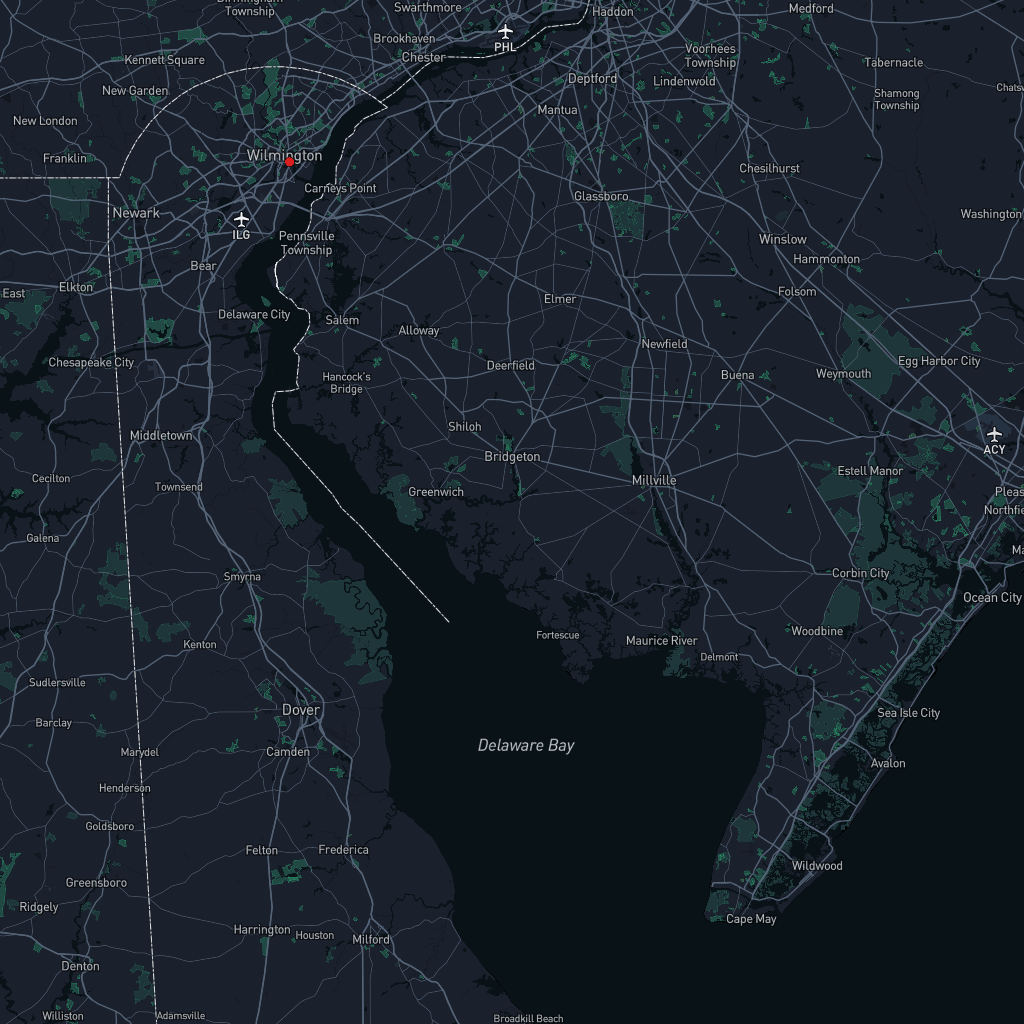 Birmingham
Township
Swarthmore
Haddon
Medford
Brookhaven
PHL
Chester
Voorhees
Township
Kennett Square
Tabernacle
Deptford
Lindenwold
New Garden
Shamong
Township
Mantua
New London
Franklin
Wilmington
Chesilhurst
Carneys Point
Glassboro
Newark
Washington
ILG
Pennsville
Township
Winslow
Bear
Hammonton
East
Elkton
Elmer
Folsom
Delaware City
Salem
Alloway
Newfield
Chesapeake City
Deerfield
Egg Harbor City
Hancock's
Bridge
Buena
Weymouth
Middletown
Shiloh
ACY
Bridgeton
Cecilton
Townsend
Greenwich
Millville
Estell Manor
Galena
Smyrna
Corbin City
Ocean City
Kenton
Fortescue
Maurice River
Woodbine
Delmont
Sudlersville
Dover
Sea Isle City
Barclay
Marydel
Camden
Delaware Bay
Avalon
Henderson
Goldsboro
Felton
Frederica
Wildwood
Greensboro
Ridgely
Cape May
Harrington
Houston
Milford
Denton
Williston
Adamsville
Broadkill Beach